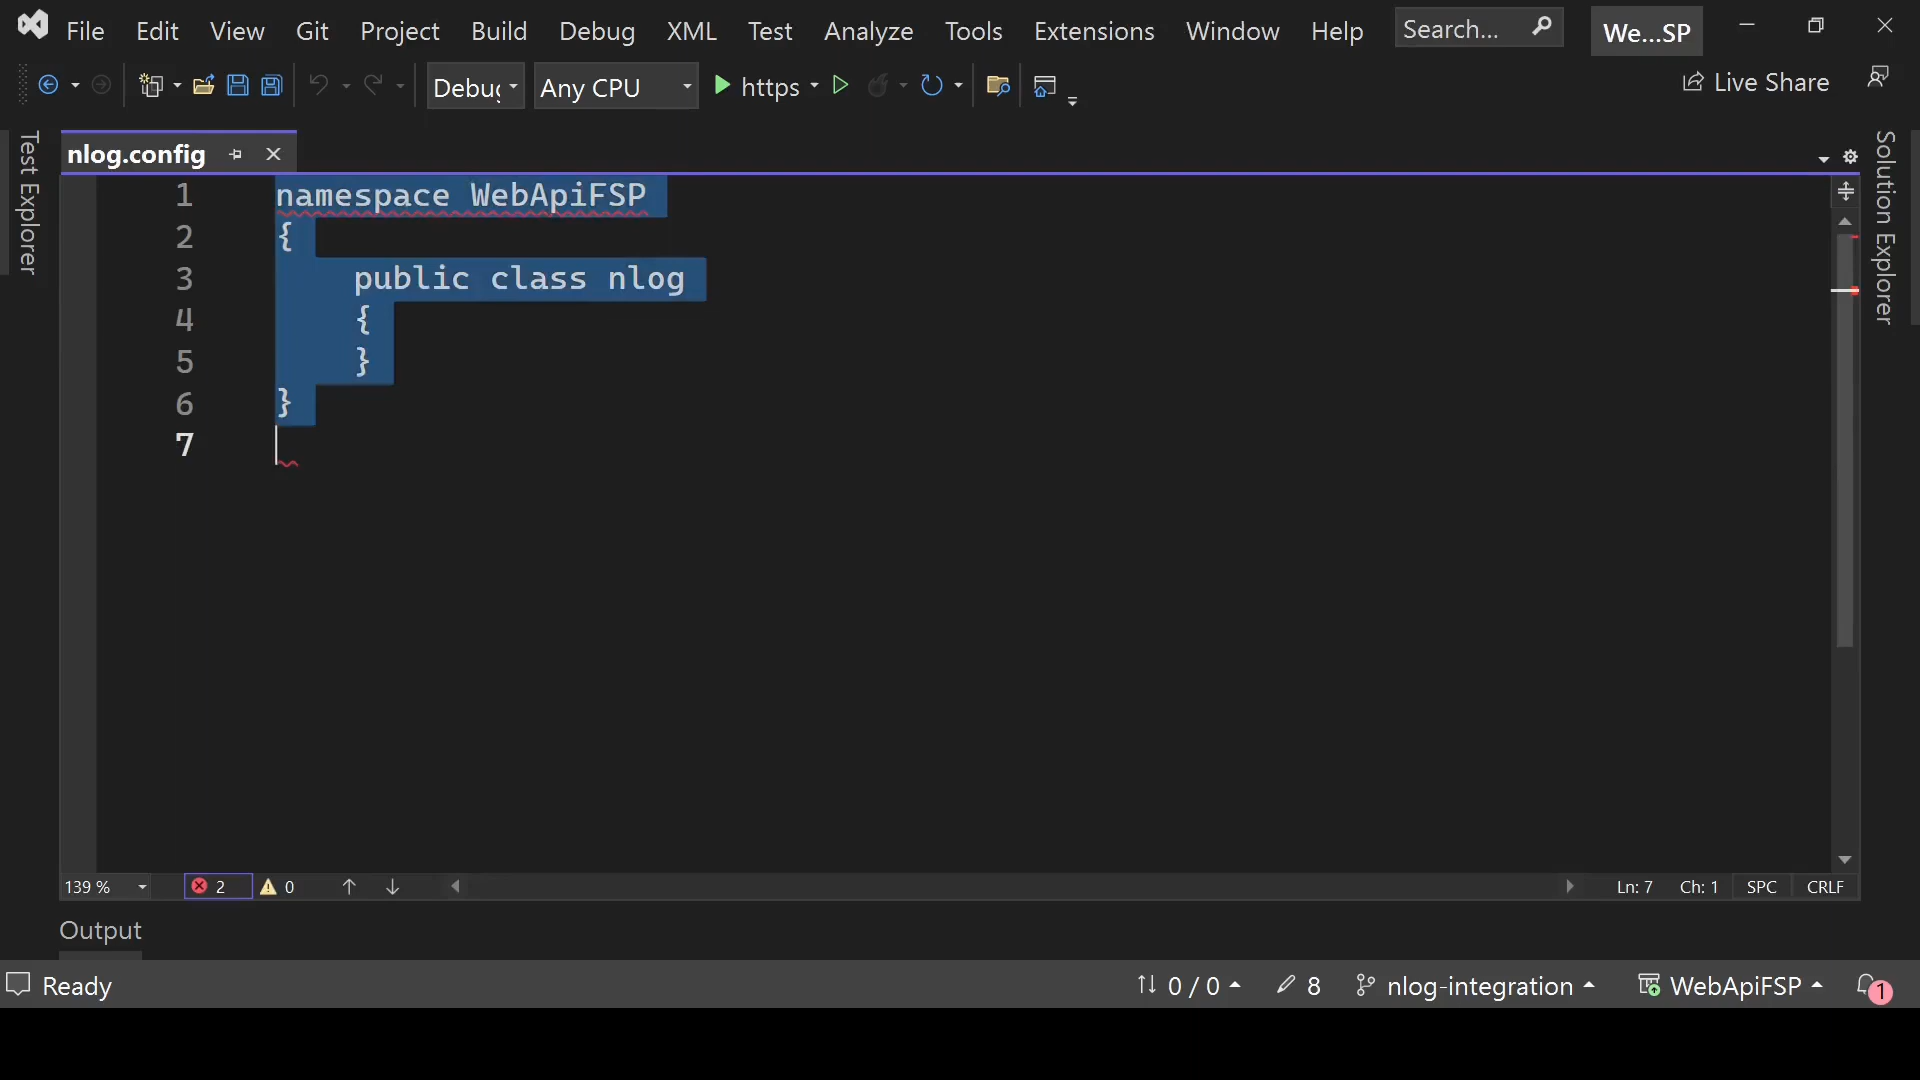 File Edit View Git Project Build Debug XML Test Analyze Tools Extensions Window Help Search... We...SP
Debug Any CPU https Live Share
Test Explorer
nlog.config
Solution Explorer
1 namespace WebApiFSP
2 {
3 public class nlog
4 {
5 }
6 }
7
139 % 2 0 Ln: 7 Ch: 1 SPC CRLF
Output
Ready 0 / 0 8 nlog-integration WebApiFSP 1